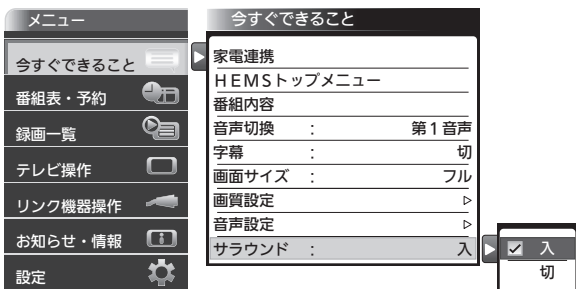 メニュー
今すぐできること
番組表・予約
録画一覧
テレビ操作
リンク機器操作
お知らせ・情報
設定
今すぐできること
家電連携
HEMSトップメニュー
番組内容
音声切換 : 第1音声
字幕 : 切
画面サイズ : フル
画質設定
音声設定
サラウンド : 入
入
切